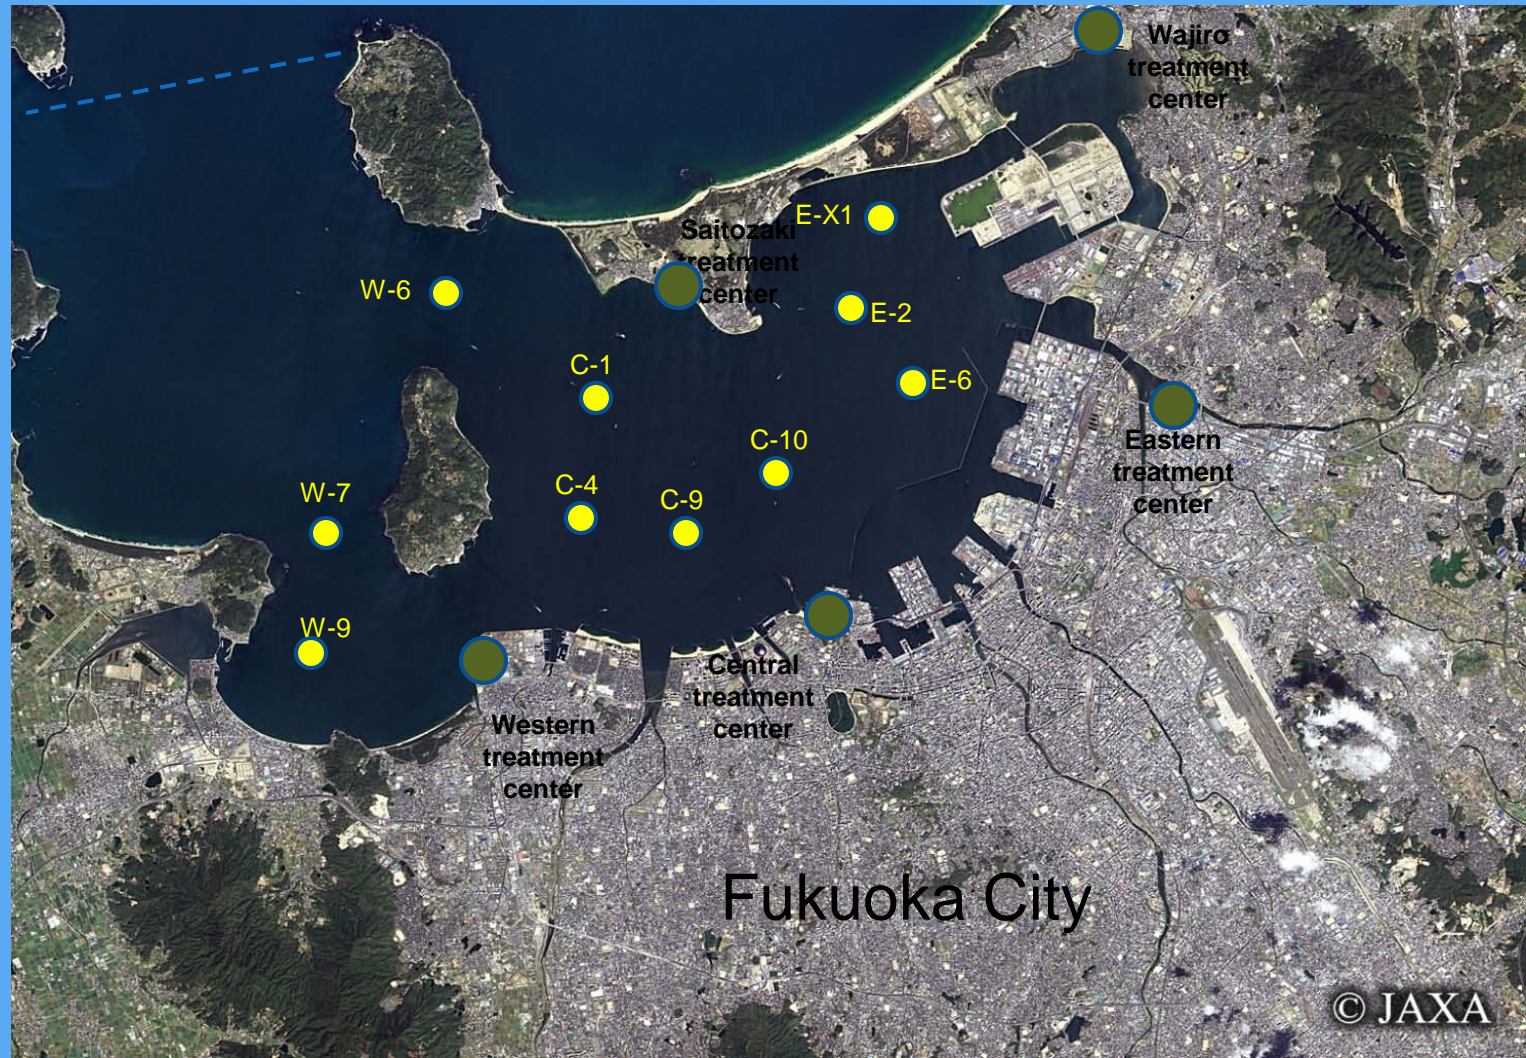 Wajiro
treatment
center
E-X1
Saitozaki
treatment
center
W-6
E-2
C-1
E-6
C-10
Eastern
treatment
center
W-7
C-4
C-9
W-9
Central
treatment
center
Western
treatment
center
Fukuoka City
© JAXA